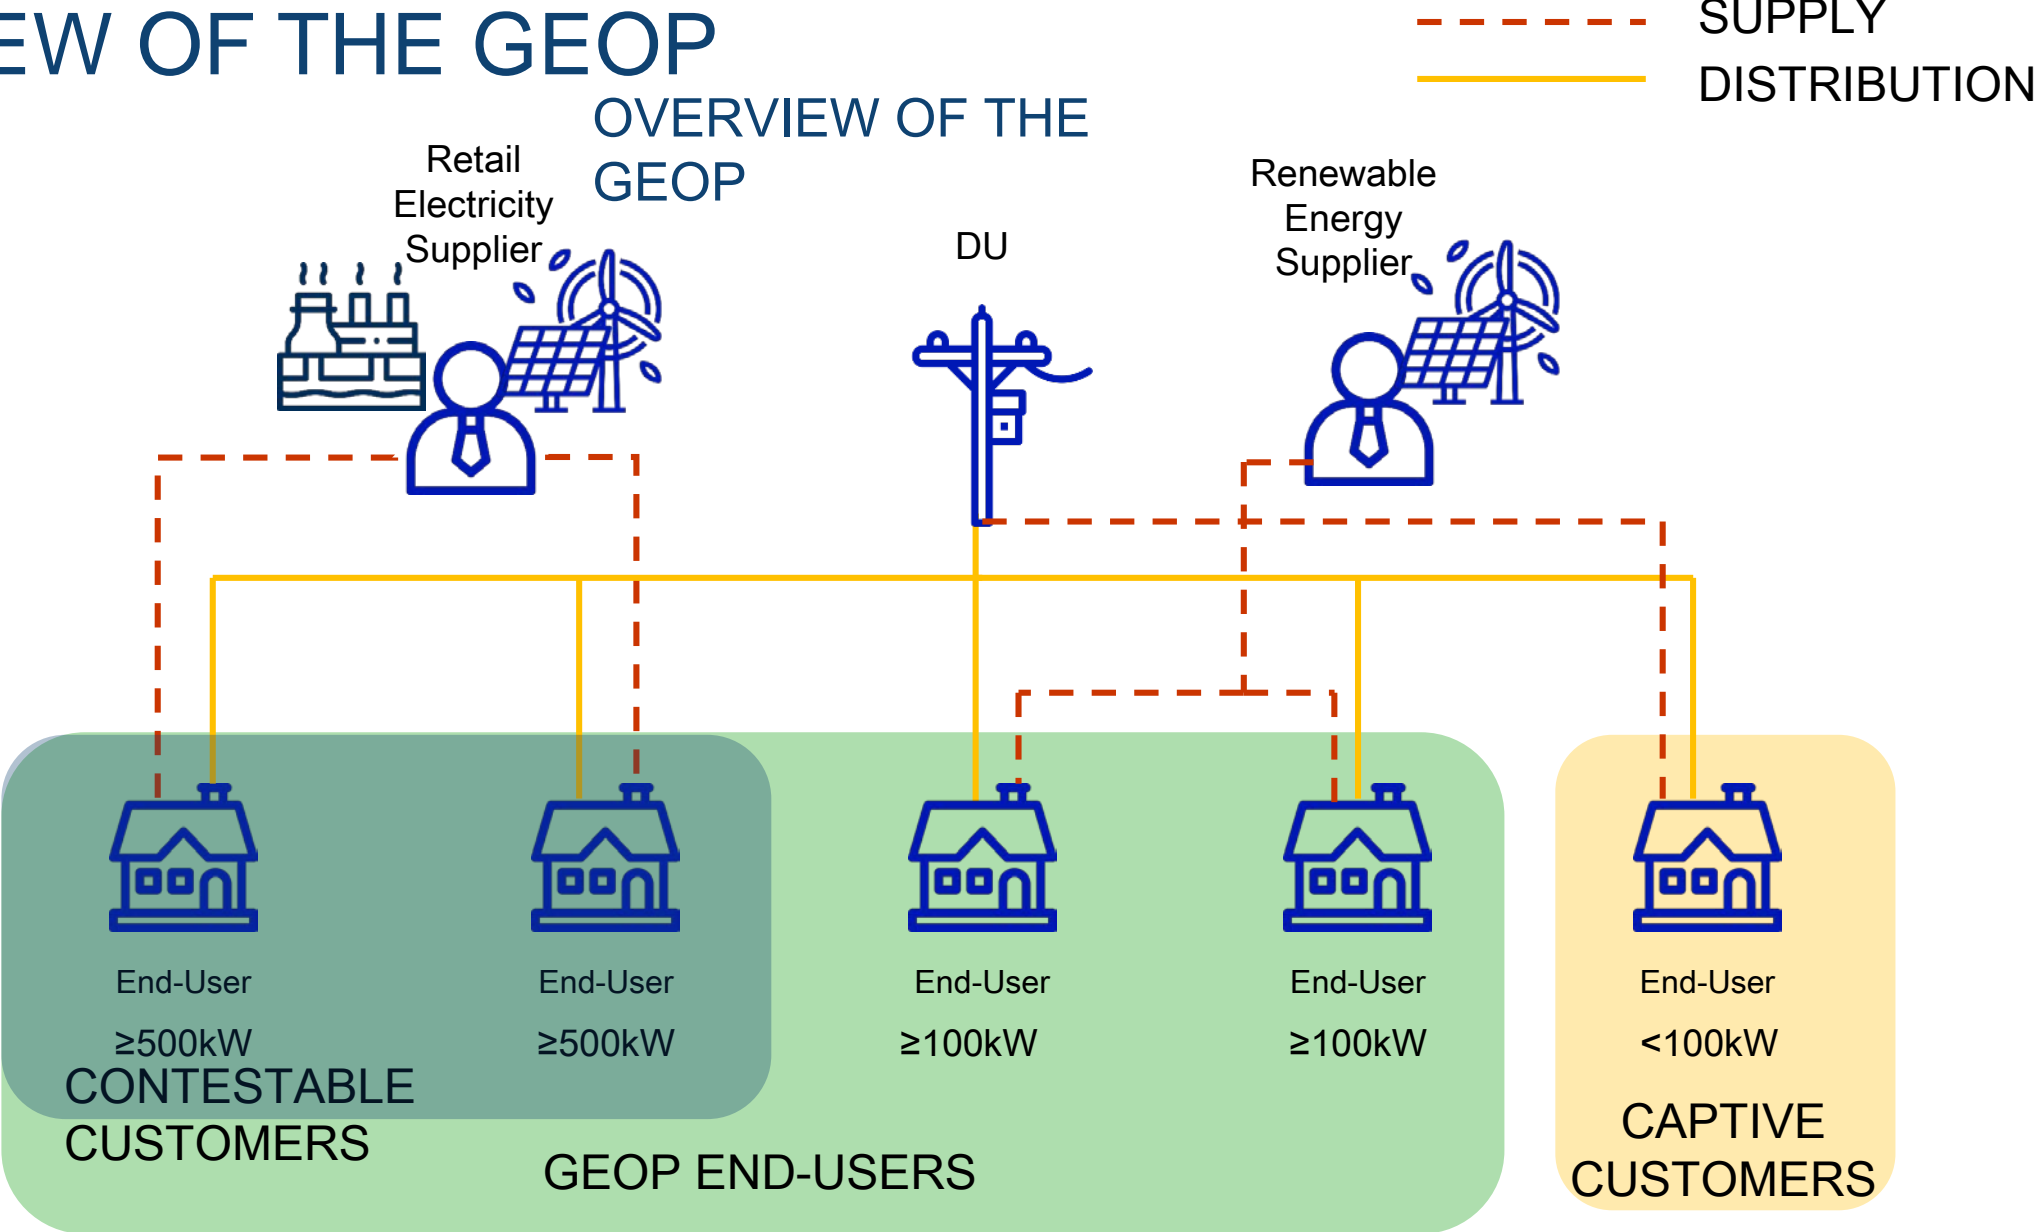 EW OF THE GEOP
SUPPLY
DISTRIBUTION
OVERVIEW OF THE
GEOP
Retail
Electricity
Supplier
DU
Renewable
Energy
Supplier
End-User
≥500kW
End-User
≥500kW
End-User
≥100kW
End-User
≥100kW
End-User
<100kW
CONTESTABLE
CUSTOMERS
GEOP END-USERS
CAPTIVE
CUSTOMERS